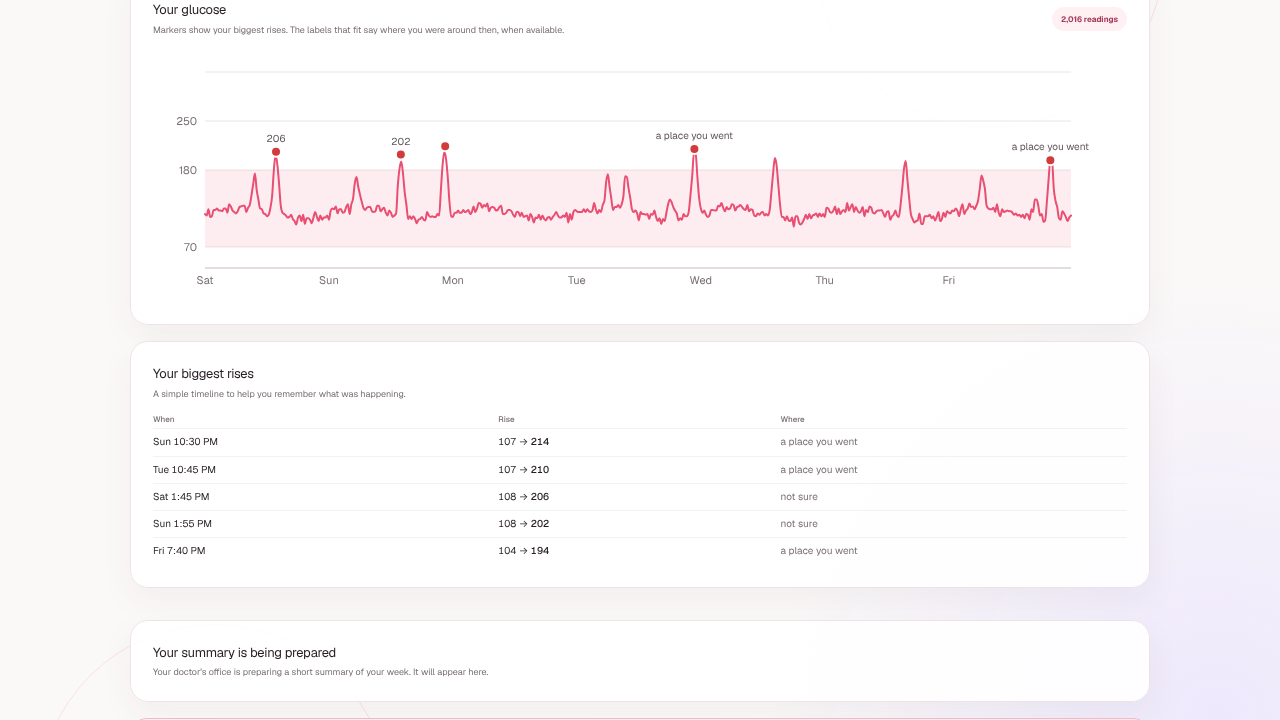 Your glucose
2,016 readings
Markers show your biggest rises. The labels that fit say where you were around then, when available.
250
206
202
a place you went
a place you went
180
70
Sat Sun Mon Tue Wed Thu Fri
Your biggest rises
A simple timeline to help you remember what was happening.
When Rise Where
Sun 10:30 PM 107 → 214 a place you went
Tue 10:45 PM 107 → 210 a place you went
Sat 1:45 PM 108 → 206 not sure
Sun 1:55 PM 108 → 202 not sure
Fri 7:40 PM 104 → 194 a place you went
Your summary is being prepared
Your doctor's office is preparing a short summary of your week. It will appear here.